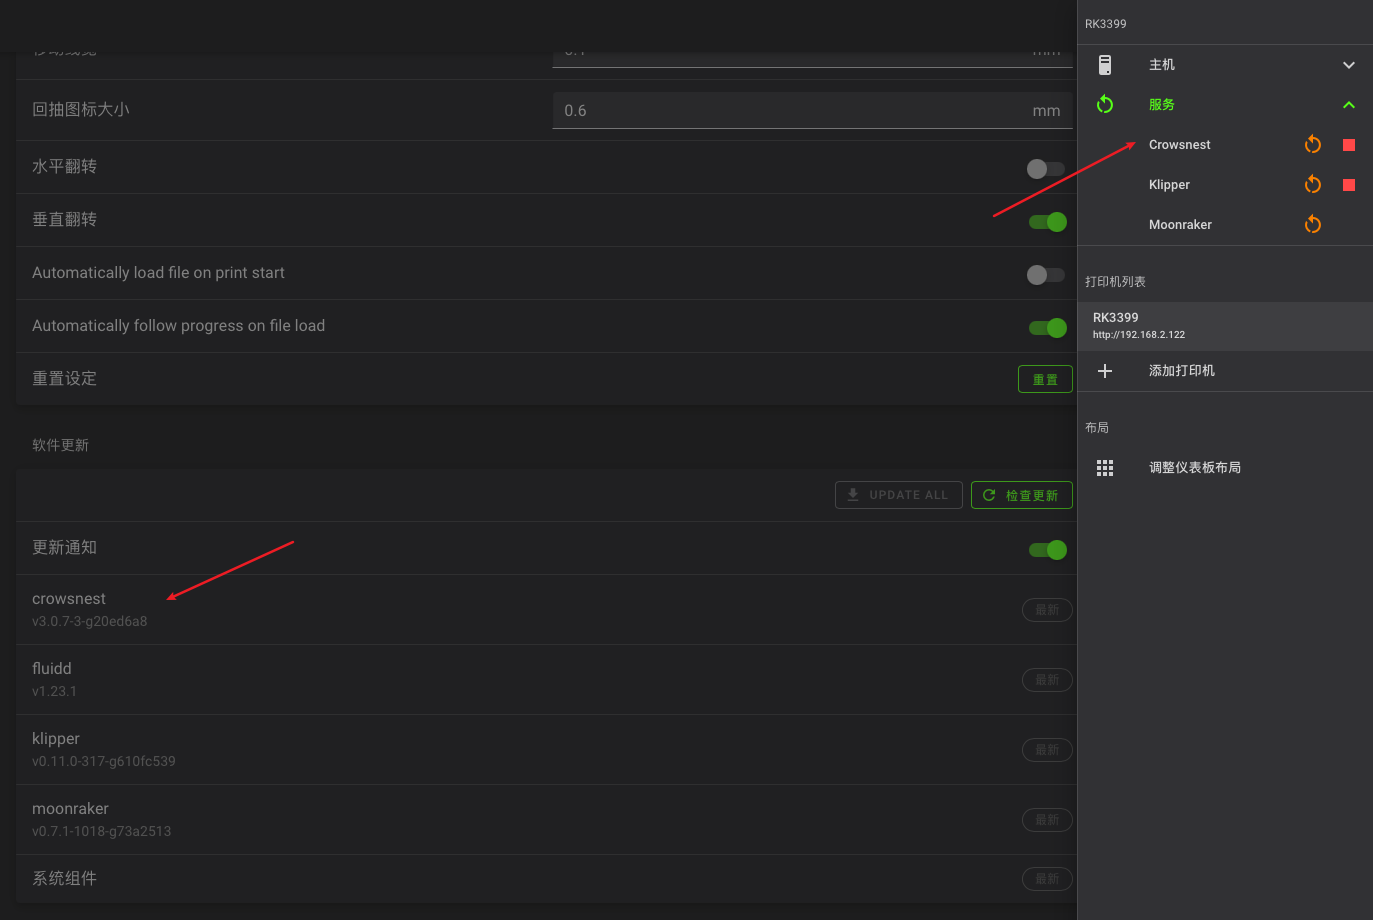 回抽图标大小
0.6
mm
水平翻转
垂直翻转
Automatically load file on print start
Automatically follow progress on file load
重置设定
重置
软件更新
UPDATE ALL
检查更新
更新通知
crowsnest
v3.0.7-3-g20ed6a8
最新
fluidd
v1.23.1
最新
klipper
v0.11.0-317-g610fc539
最新
moonraker
v0.7.1-1018-g73a2513
最新
系统组件
最新
RK3399
主机
服务
Crowsnest
Klipper
Moonraker
打印机列表
RK3399
http://192.168.2.122
添加打印机
布局
调整仪表板布局